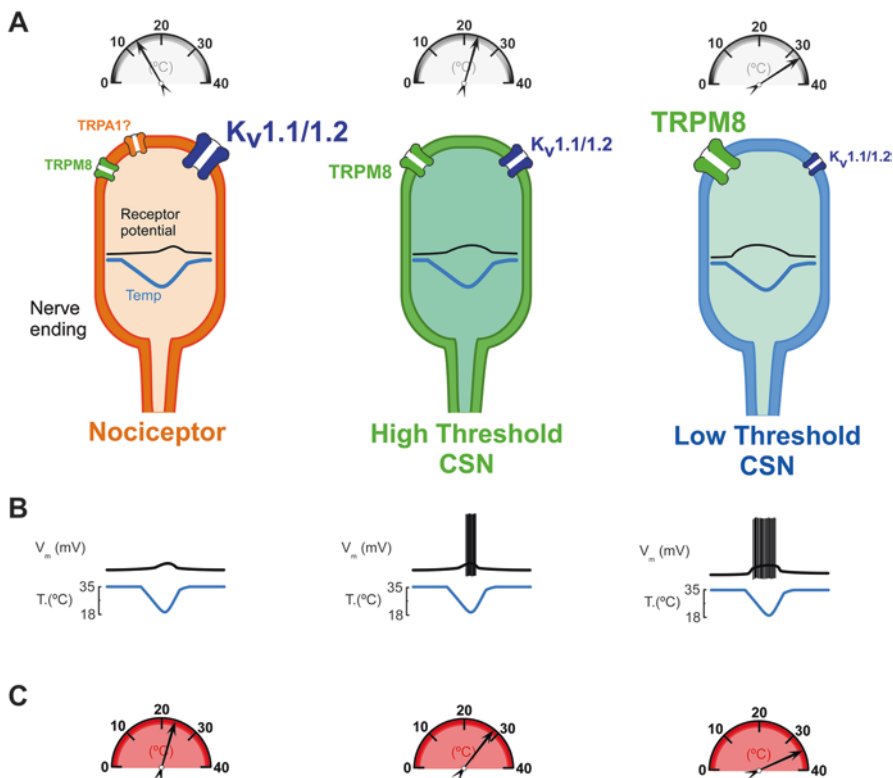 A
0 10 20 30 40
(ºC)
0 10 20 30 40
(ºC)
0 10 20 30 40
(ºC)
TRPA1?
TRPM8
Kv1.1/1.2
Receptor
potential
Temp
Nerve
ending
Nociceptor
TRPM8
Kv1.1/1.2
High Threshold
CSN
TRPM8
Kv1.1/1.2
Low Threshold
CSN
B
Vm (mV)
T.(ºC)
35
18
Vm (mV)
T.(ºC)
35
18
Vm (mV)
T.(ºC)
35
18
C
0 10 20 30 40
(ºC)
0 10 20 30 40
(ºC)
0 10 20 30 40
(ºC)